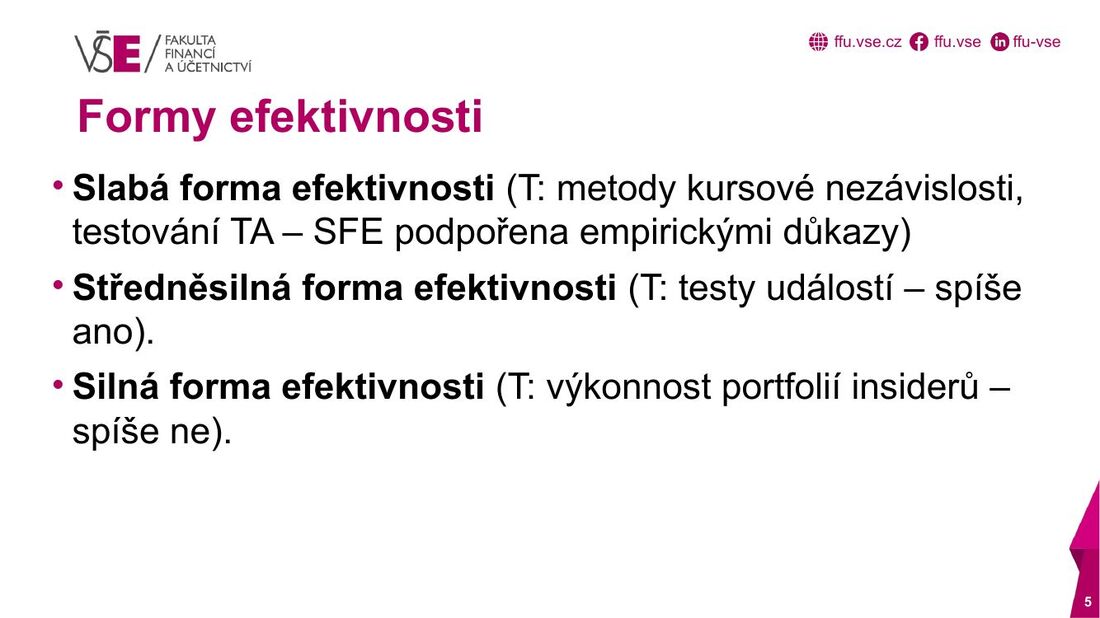 VŠE/
FAKULTA
FINANCÍ
A ÚČETNICTVÍ
ffu.vse.cz ffu.vse ffu-vse
Formy efektivnosti
• Slabá forma efektivnosti (T: metody kursové nezávislosti,
testování TA – SFE podpořena empirickými důkazy)
• Středněsilná forma efektivnosti (T: testy událostí – spíše
ano).
• Silná forma efektivnosti (T: výkonnost portfolií insiderů –
spíše ne).
5